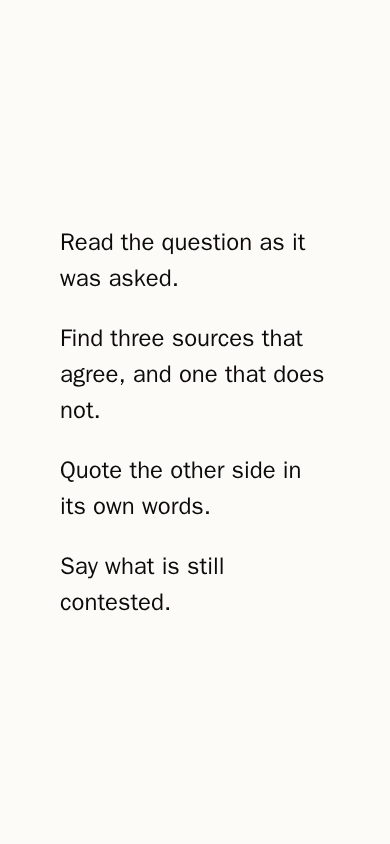 Read the question as it
was asked.
Find three sources that
agree, and one that does
not.
Quote the other side in
its own words.
Say what is still
contested.